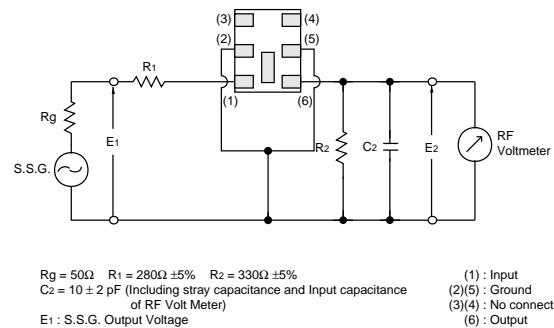 (3) (4)
(2) (5)
R1
(1) (6)
Rg
E1 R2 C2 E2 RF
Voltmeter
S.S.G.
Rg = 50Ω R1 = 280Ω ±5% R2 = 330Ω ±5%
C2 = 10 ± 2 pF (Including stray capacitance and Input capacitance
of RF Volt Meter)
E1 : S.S.G. Output Voltage
(1) : Input
(2)(5) : Ground
(3)(4) : No connect
(6) : Output